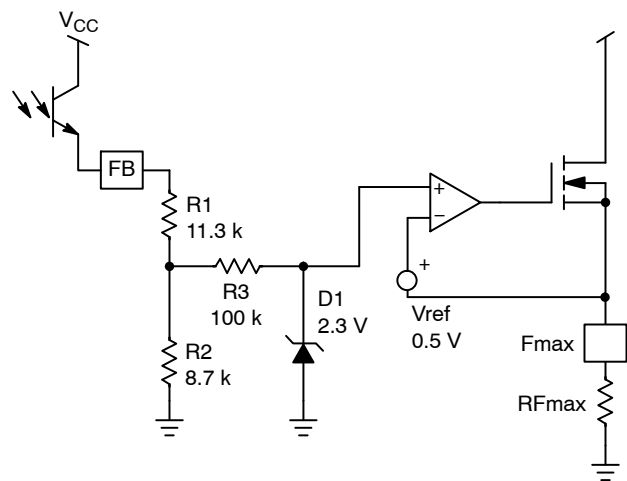 VCC
FB
R1
11.3 k
R3
100 k
D1
2.3 V
R2
8.7 k
+
−
+
Vref
0.5 V
Fmax
RFmax